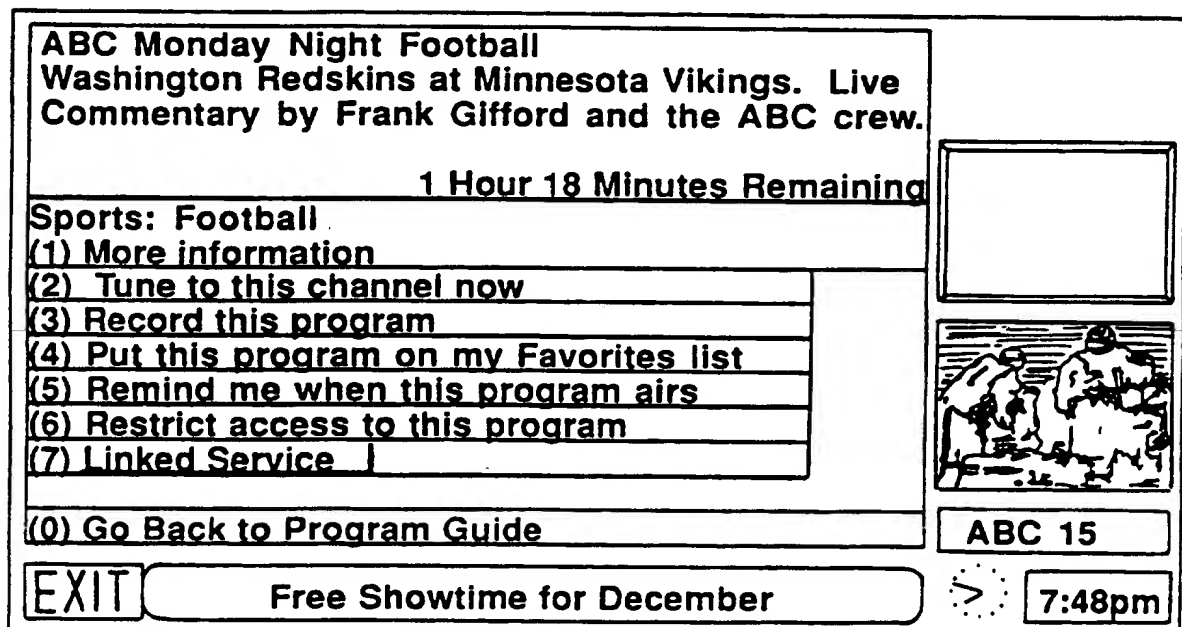 ABC Monday Night Football
Washington Redskins at Minnesota Vikings.  Live
Commentary by Frank Gifford and the ABC crew.
1 Hour 18 Minutes Remaining
Sports:  Football
(1) More information
(2)  Tune to this channel now
(3) Record this program
(4) Put this program on my Favorites list
(5) Remind me when this program airs
(6) Restrict access to this program
(7) Linked Service
(0) Go Back to Program Guide
ABC 15
EXIT
Free Showtime for December
7:48pm